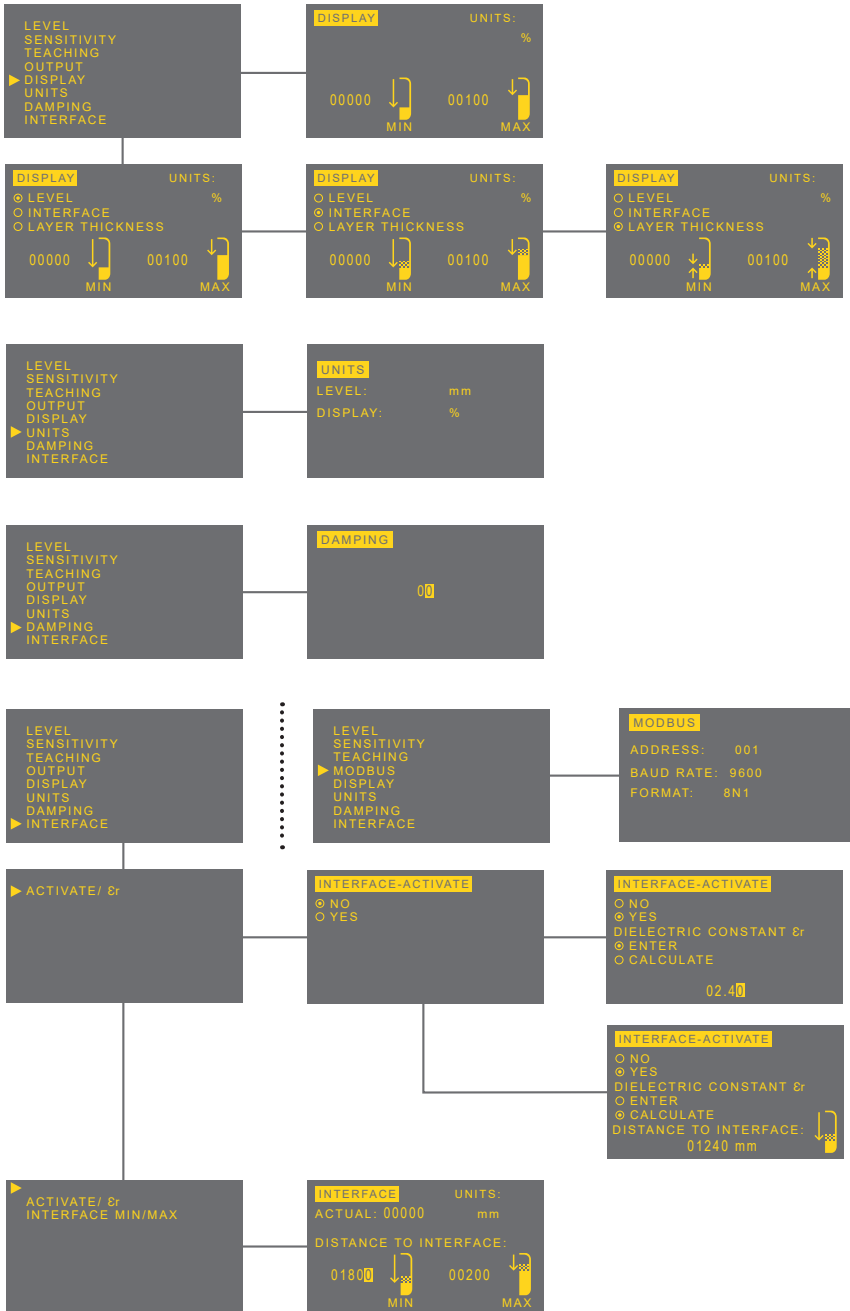 LEVEL
SENSITIVITY
TEACHING
OUTPUT
DISPLAY
UNITS
DAMPING
INTERFACE
DISPLAY UNITS:
%
00000 00100
MIN MAX
DISPLAY UNITS:
LEVEL %
INTERFACE
LAYER THICKNESS
00000 00100
MIN MAX
DISPLAY UNITS:
LEVEL %
INTERFACE
LAYER THICKNESS
00000 00100
MIN MAX
DISPLAY UNITS:
LEVEL %
INTERFACE
LAYER THICKNESS
00000 00100
MIN MAX
LEVEL
SENSITIVITY
TEACHING
OUTPUT
DISPLAY
UNITS
DAMPING
INTERFACE
UNITS
LEVEL: mm
DISPLAY: %
LEVEL
SENSITIVITY
TEACHING
OUTPUT
DISPLAY
UNITS
DAMPING
INTERFACE
DAMPING
00
LEVEL
SENSITIVITY
TEACHING
OUTPUT
DISPLAY
UNITS
DAMPING
INTERFACE
LEVEL
SENSITIVITY
TEACHING
MODBUS
DISPLAY
UNITS
DAMPING
INTERFACE
MODBUS
ADDRESS: 001
BAUD RATE: 9600
FORMAT: 8N1
ACTIVATE/ Ɛr
INTERFACE-ACTIVATE
NO
YES
INTERFACE-ACTIVATE
NO
YES
DIELECTRIC CONSTANT Ɛr
ENTER
CALCULATE
02.40
INTERFACE-ACTIVATE
NO
YES
DIELECTRIC CONSTANT Ɛr
ENTER
CALCULATE
DISTANCE TO INTERFACE:
01240 mm
ACTIVATE/ Ɛr
INTERFACE MIN/MAX
INTERFACE UNITS:
ACTUAL: 00000 mm
DISTANCE TO INTERFACE:
01800 00200
MIN MAX